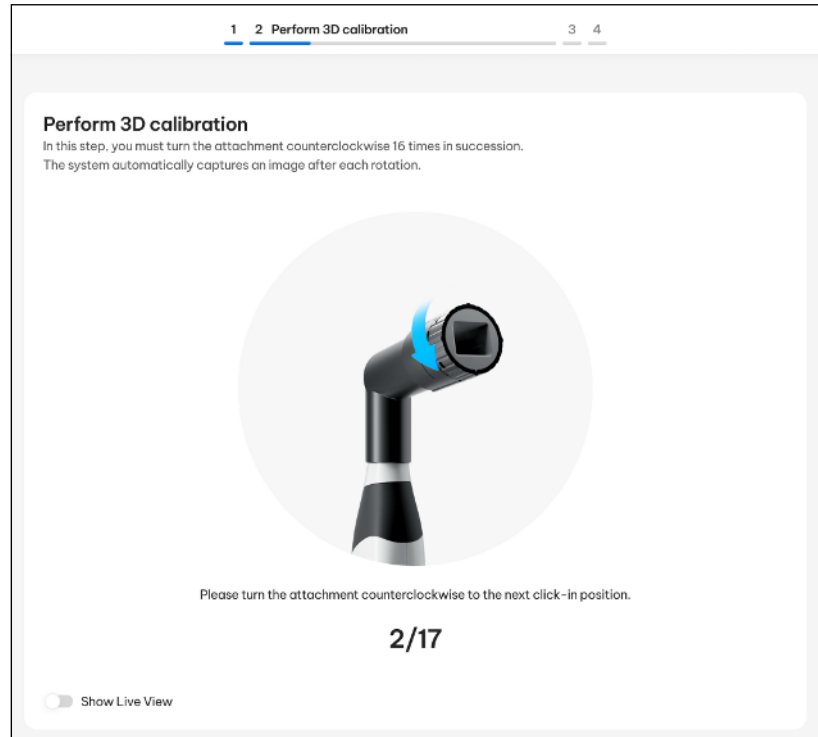 1 2 Perform 3D calibration 3 4
Perform 3D calibration
In this step, you must turn the attachment counterclockwise 16 times in succession.
The system automatically captures an image after each rotation.
Please turn the attachment counterclockwise to the next click-in position.
2/17
Show Live View